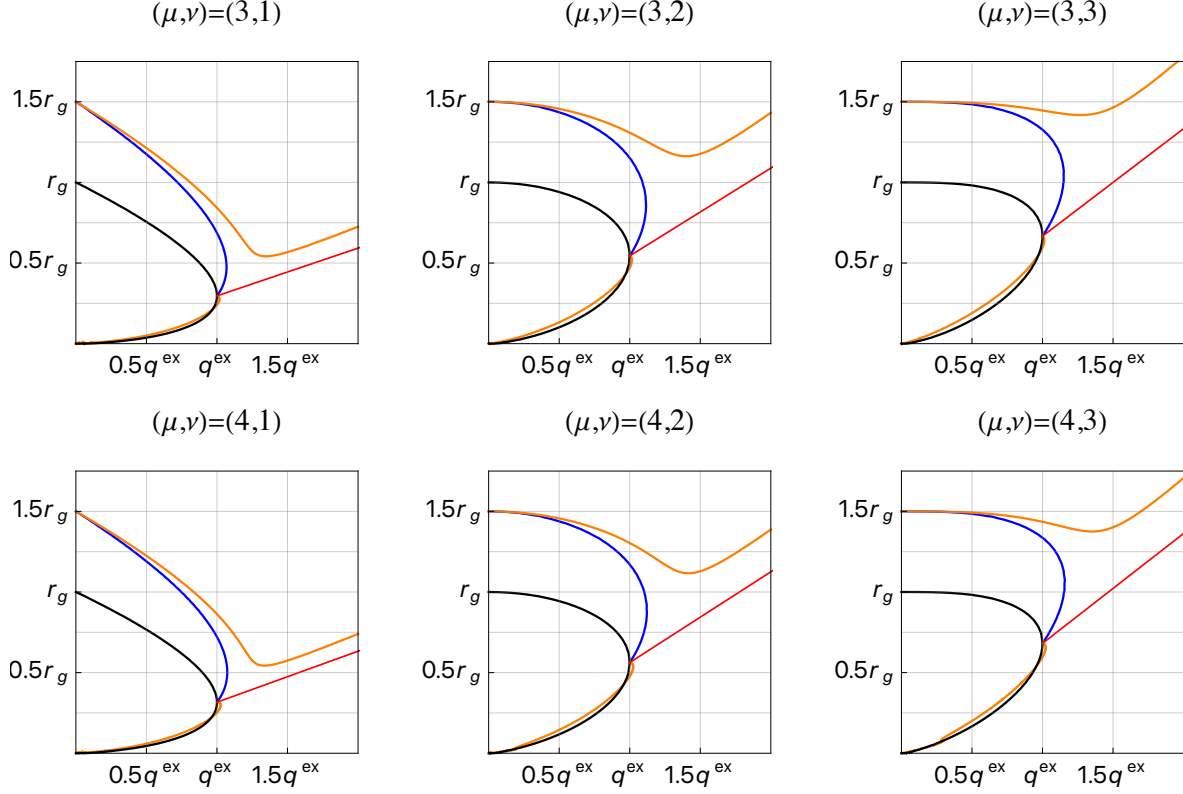 (μ,ν)=(3,1)
(μ,ν)=(3,2)
(μ,ν)=(3,3)
1.5r g
r g
0.5r g
0.5q ex
q ex
1.5q ex
1.5r g
r g
0.5r g
0.5q ex
q ex
1.5q ex
1.5r g
r g
0.5r g
0.5q ex
q ex
1.5q ex
(μ,ν)=(4,1)
(μ,ν)=(4,2)
(μ,ν)=(4,3)
1.5r g
r g
0.5r g
0.5q ex
q ex
1.5q ex
1.5r g
r g
0.5r g
0.5q ex
q ex
1.5q ex
1.5r g
r g
0.5r g
0.5q ex
q ex
1.5q ex